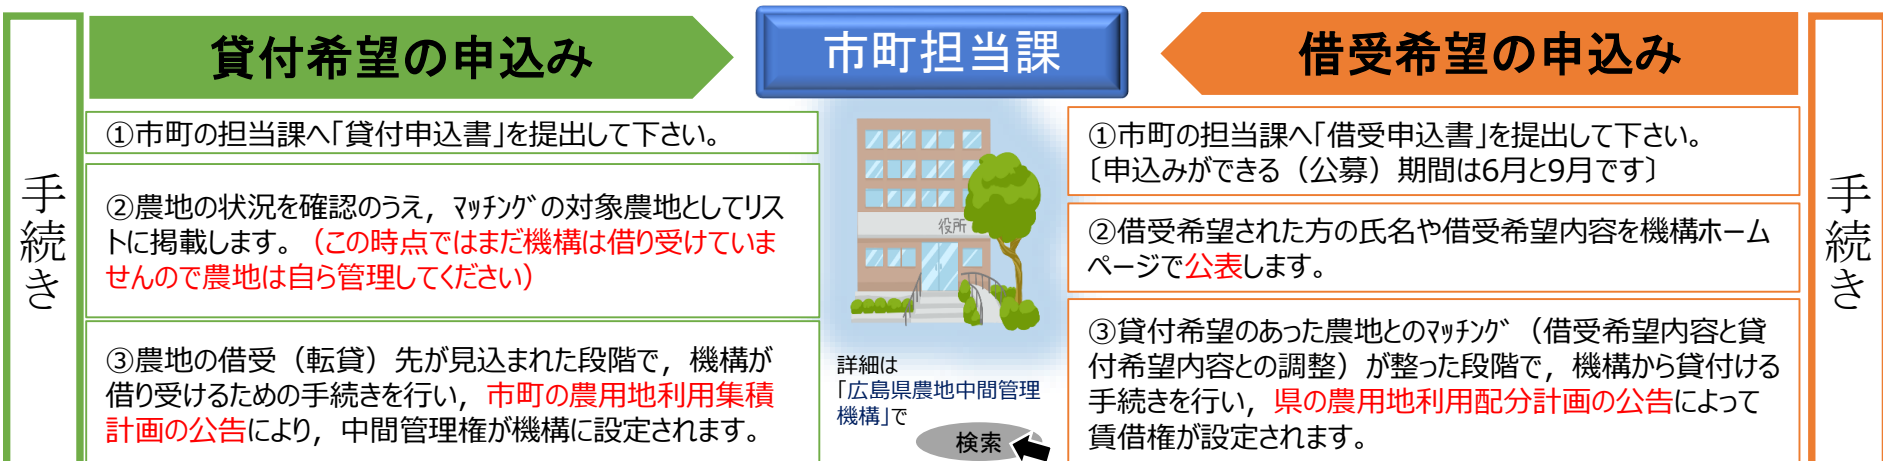 手続き
貸付希望の申込み
①市町の担当課へ「貸付申込書」を提出して下さい。
②農地の状況を確認のうえ，ﾏｯﾁﾝｸﾞの対象農地としてリス
トに掲載します。（この時点ではまだ機構は借り受けていま
せんので農地は自ら管理してください）
③農地の借受（転貸）先が見込まれた段階で，機構が
借り受けるための手続きを行い，市町の農用地利用集積
計画の公告により，中間管理権が機構に設定されます。
市町担当課
役所
詳細は
「広島県農地中間管理
機構」で
検索
借受希望の申込み
①市町の担当課へ「借受申込書」を提出して下さい。
〔申込みができる（公募）期間は6月と9月です〕
②借受希望された方の氏名や借受希望内容を機構ホーム
ページで公表します。
③貸付希望のあった農地とのﾏｯﾁﾝｸﾞ（借受希望内容と貸
付希望内容との調整）が整った段階で，機構から貸付ける
手続きを行い，県の農用地利用配分計画の公告によって
賃借権が設定されます。
手続き